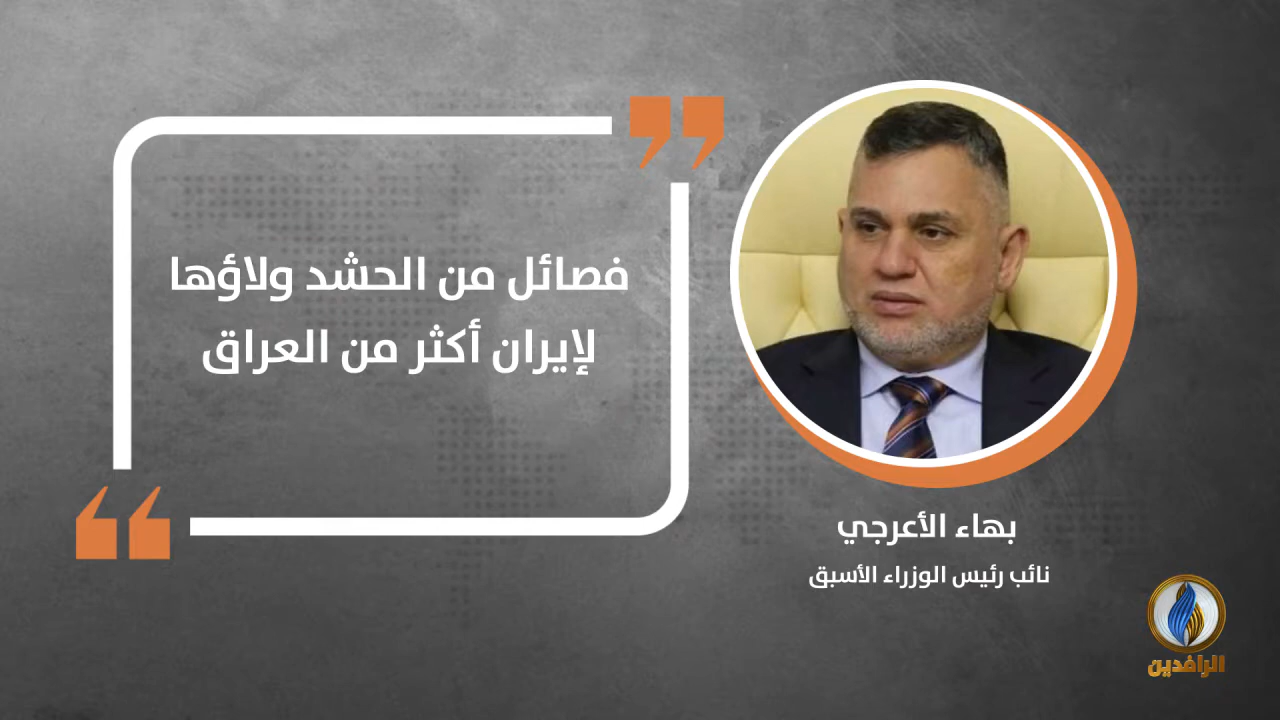 فصائل من الحشد ولاؤها
لإيران أكثر من العراق
بهاء الأعرجي
نائب رئيس الوزراء الأسبق
الرافدين